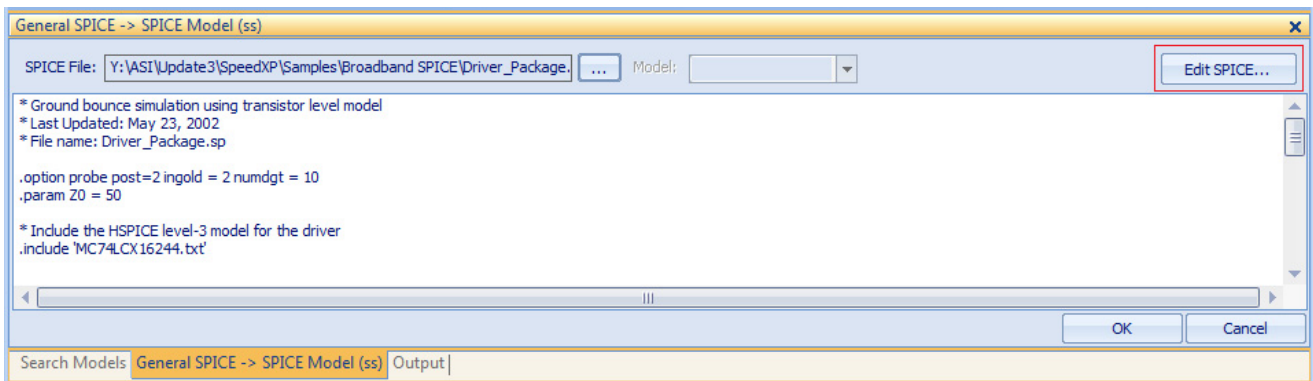 General SPICE -> SPICE Model (ss)
SPICE File: Y:\ASI\Update3\SpeedXP\Samples\Broadband SPICE\Driver_Package. ... Model: Edit SPICE...
* Ground bounce simulation using transistor level model
* Last Updated: May 23, 2002
* File name: Driver_Package.sp
.option probe post=2 ingold = 2 numdgt = 10
.param Z0 = 50
* Include the HSPICE level-3 model for the driver
.include 'MC74LCX16244.txt'
OK Cancel
Search Models General SPICE -> SPICE Model (ss) Output